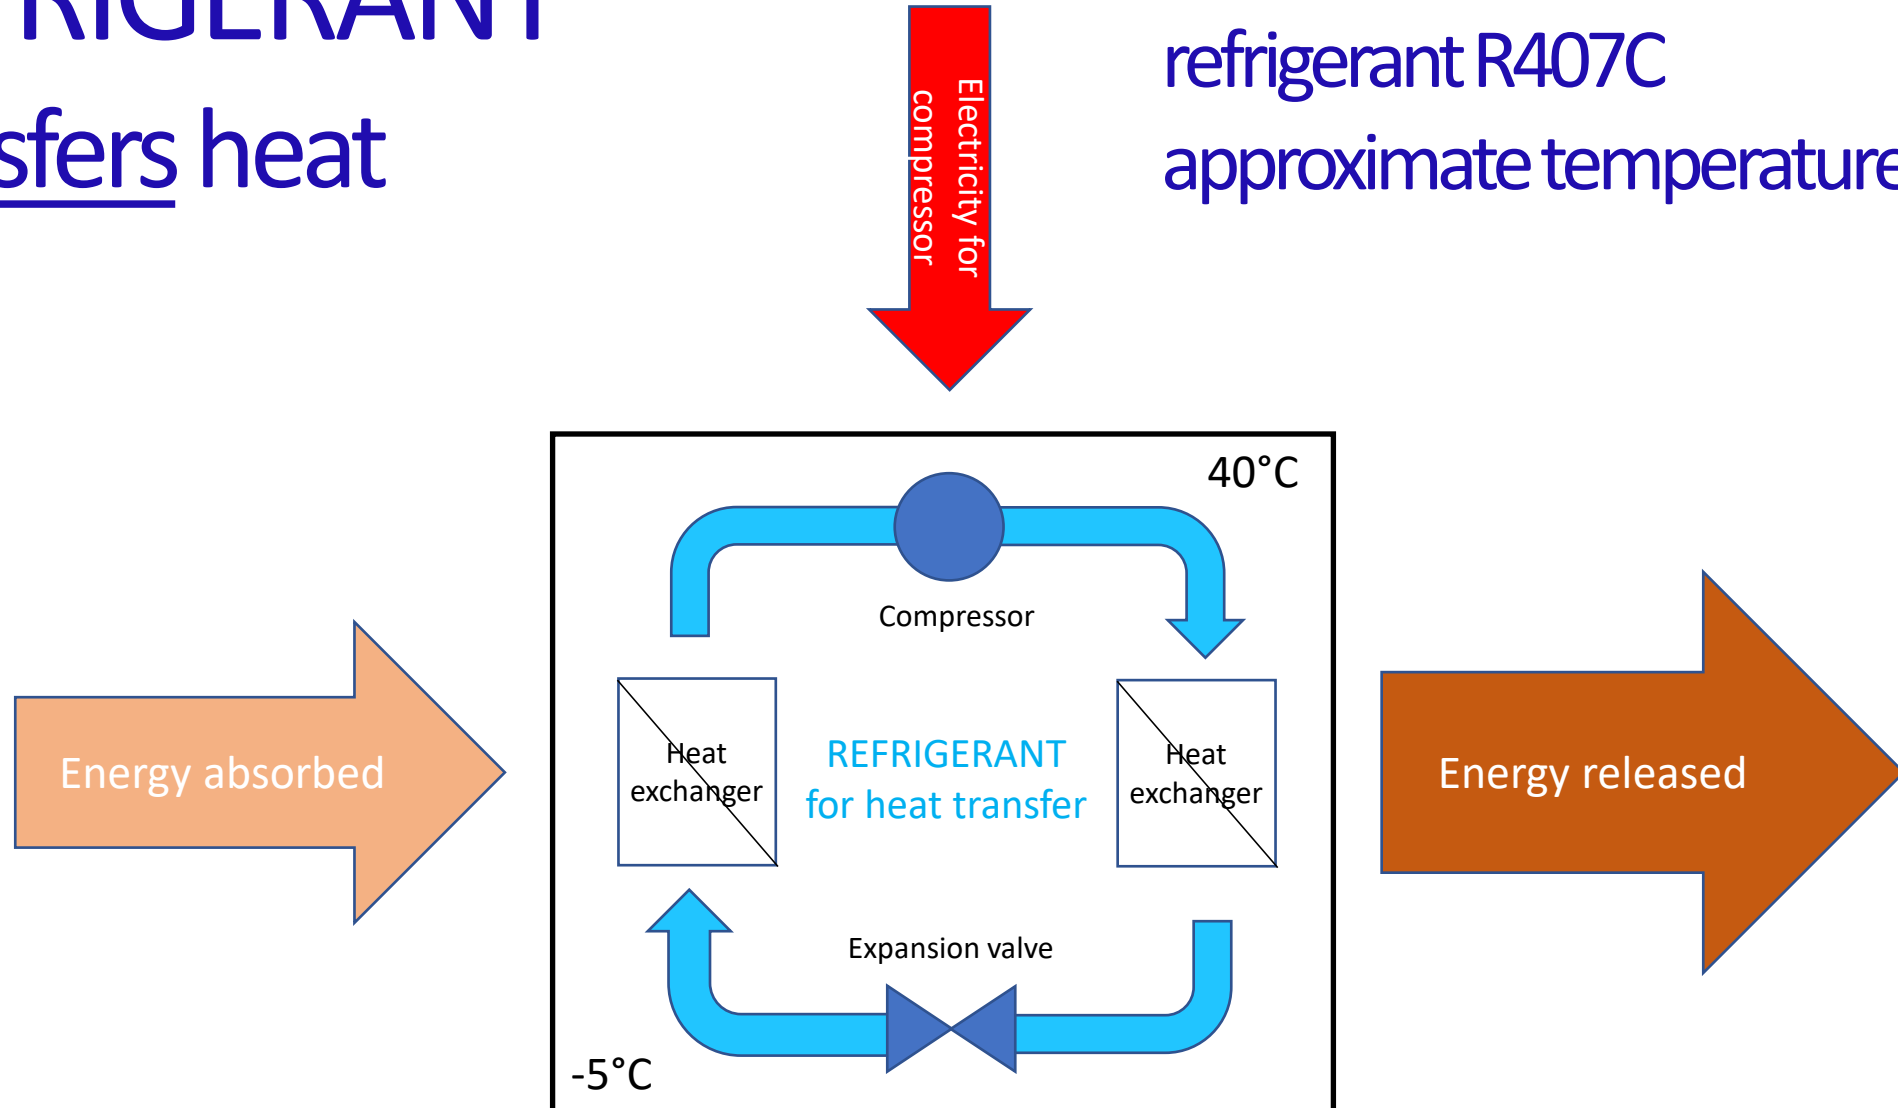 RIGERANT
sfers heat
refrigerant R407C
approximate temperature
Electricity for
compressor
40°C
Compressor
Energy absorbed
Heat
exchanger
REFRIGERANT
for heat transfer
Heat
exchanger
Energy released
Expansion valve
-5°C